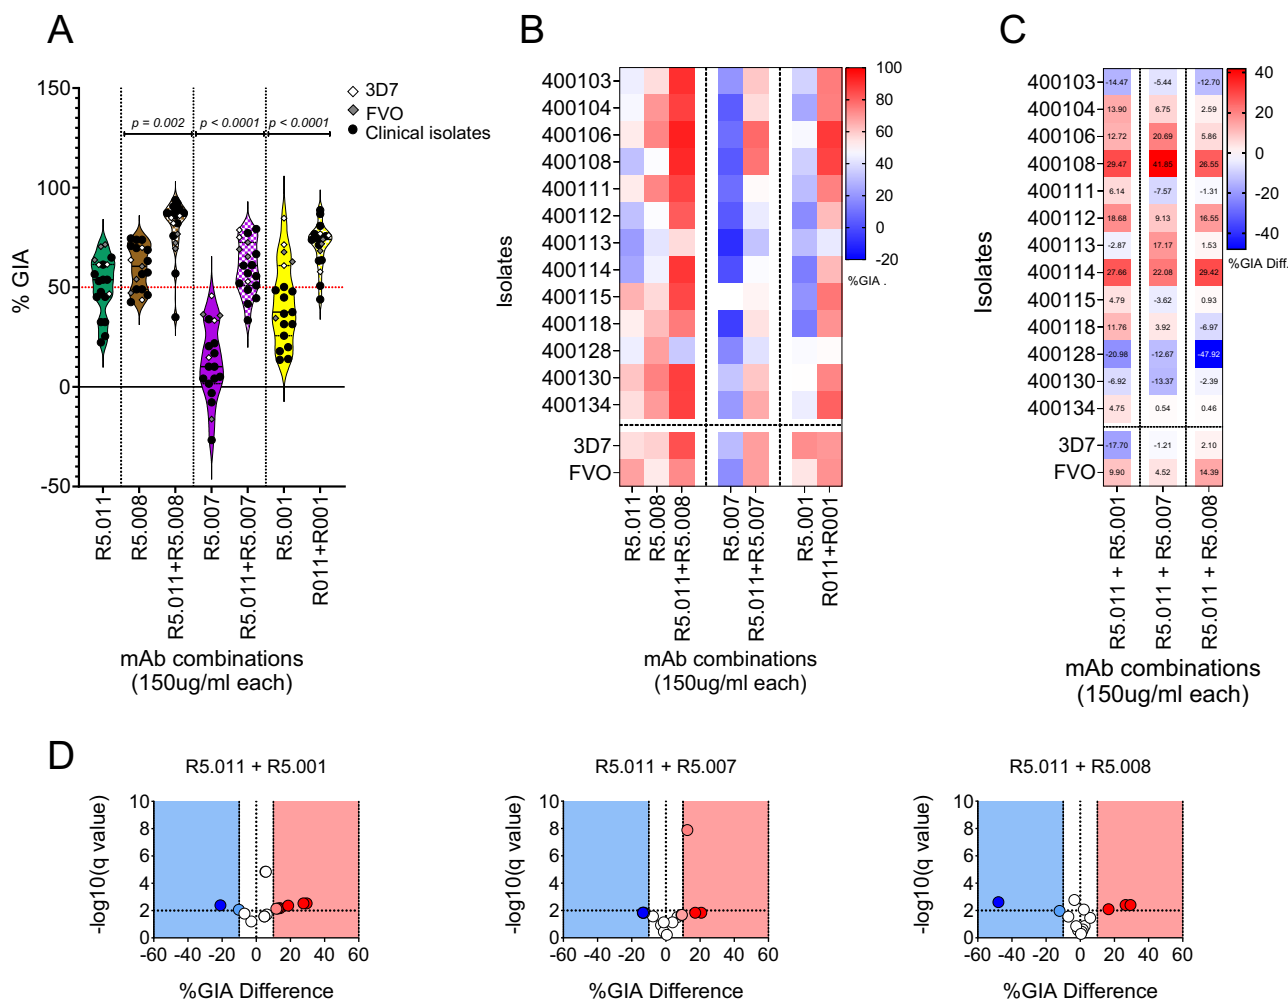 A
B
C
150
100
50
0
-50
% GIA
3D7
FVO
Clinical isolates
p = 0.002
p < 0.0001
p < 0.0001
R5.011
R5.008
R5.011+R5.008
R5.007
R5.011+R5.007
R5.001
R011+R001
mAb combinations
(150ug/ml each)
Isolates
400103
400104
400106
400108
400111
400112
400113
400114
400115
400118
400128
400130
400134
3D7
FVO
100
80
60
40
20
0
-20
%GIA .
R5.011
R5.008
R5.011+R5.008
R5.007
R5.011+R5.007
R5.001
R011+R001
mAb combinations
(150ug/ml each)
Isolates
400103 -14.47 -5.44 -12.70
400104 13.90 6.75 2.59
400106 12.72 20.69 5.86
400108 29.47 41.85 26.55
400111 6.14 -7.57 -1.31
400112 18.68 9.13 16.55
400113 -2.87 17.17 1.53
400114 27.66 22.08 29.42
400115 4.79 -3.62 0.93
400118 11.76 3.92 -6.97
400128 -20.98 -12.67 -47.92
400130 -6.92 -13.37 -2.39
400134 4.75 0.54 0.46
3D7 -17.70 -1.21 2.10
FVO 9.90 4.52 14.39
40
20
0
-20
-40
%GIA Diff.
R5.011 + R5.001
R5.011 + R5.007
R5.011 + R5.008
mAb combinations
(150ug/ml each)
D
R5.011 + R5.001
10
8
6
4
2
0
-log10(q value)
-60 -40 -20 0 20 40 60
%GIA Difference
R5.011 + R5.007
10
8
6
4
2
0
-log10(q value)
-60 -40 -20 0 20 40 60
%GIA Difference
R5.011 + R5.008
10
8
6
4
2
0
-log10(q value)
-60 -40 -20 0 20 40 60
%GIA Difference